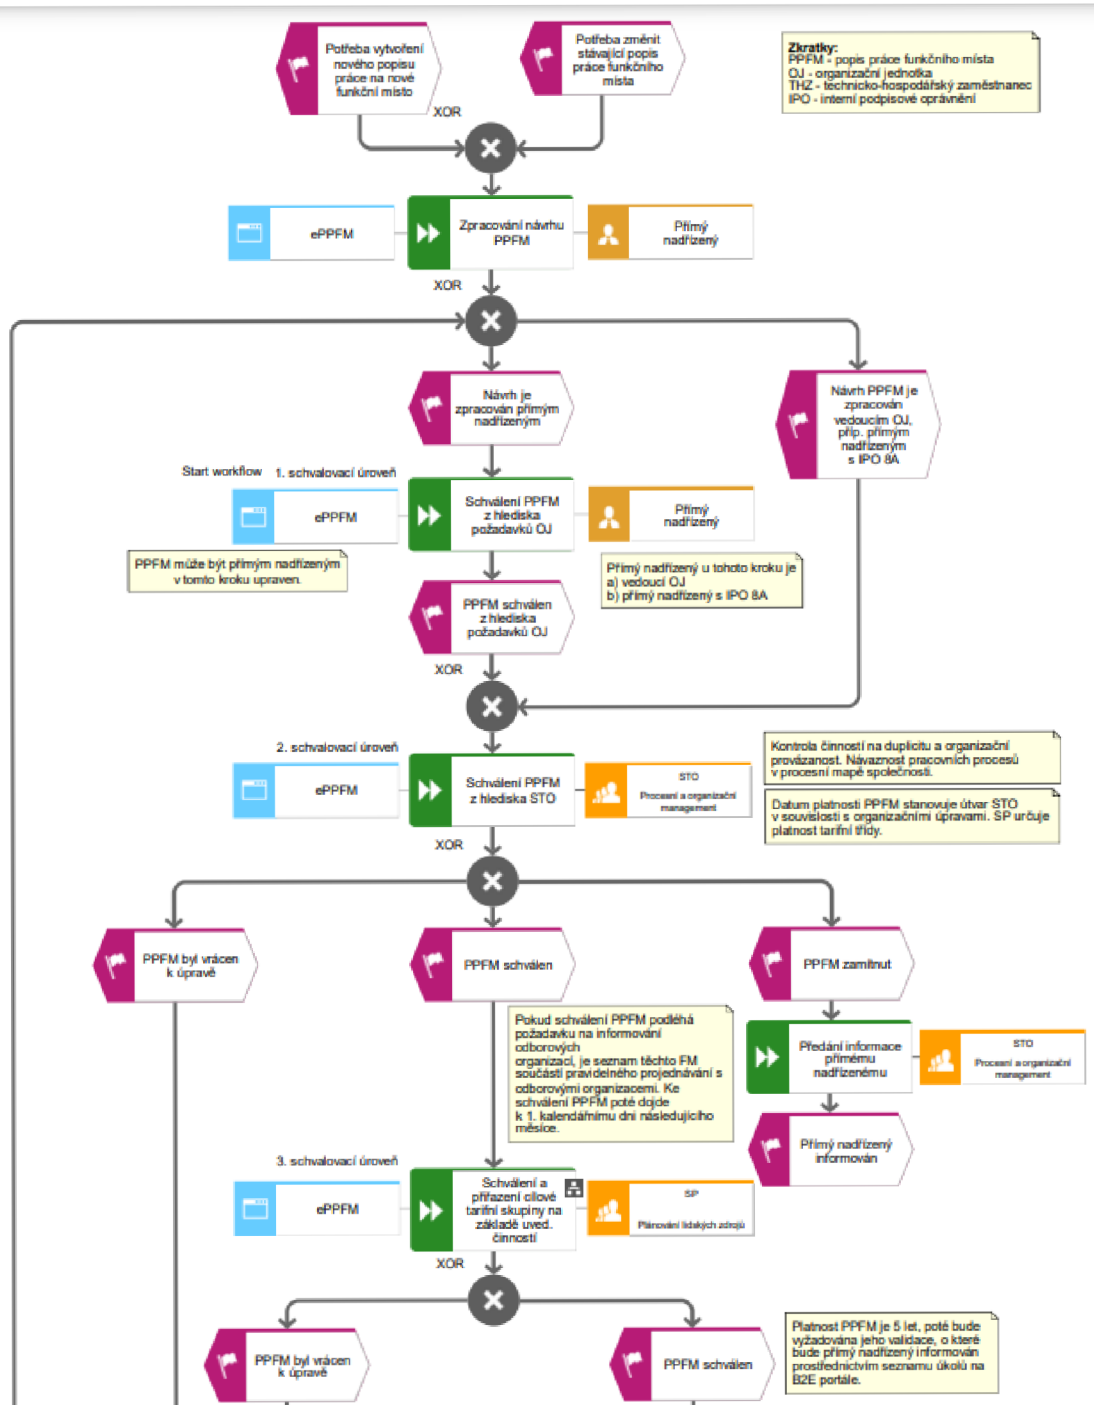 Potřeba vytvoření
nového popisu
práce na nové
funkční místo
Potřeba změnit
stávající popis
práce funkčního
místa
Zkratky:
PPFM - popis práce funkčního místa
OJ - organizační jednotka
THZ - technicko-hospodářský zaměstnanec
IPO - interní podpisové oprávnění
XOR
ePPFM
Zpracování návrhu
PPFM
Přímý
nadřízený
XOR
Návrh je
zpracován přímým
nadřízeným
Návrh PPFM je
zpracován
vedoucím OJ,
příp. přímým
nadřízeným
s IPO 8A
Start workflow
1. schvalovací úroveň
ePPFM
Schválení PPFM
z hlediska
požadavků OJ
Přímý
nadřízený
PPFM může být přímým nadřízeným
v tomto kroku upraven.
Přímý nadřízený u tohoto kroku je
a) vedoucí OJ
b) přímý nadřízený s IPO 8A
PPFM schválen
z hlediska
požadavků OJ
XOR
2. schvalovací úroveň
ePPFM
Schválení PPFM
z hlediska STO
STO
Procesní a organizační
management
Kontrola činností na duplicitu a organizační
provázanost. Návaznost pracovních procesů
v procesní mapě společnosti.
Datum platnosti PPFM stanovuje útvar STO
v souvislosti s organizačními úpravami. SP určuje
platnost tarifní třídy.
XOR
PPFM byl vrácen
k úpravě
PPFM schválen
PPFM zamítnut
Pokud schválení PPFM podléhá
požadavku na informování
odborových
organizací, je seznam těchto FM
součástí pravidelného projednávání s
odborovými organizacemi. Ke
schválení PPFM poté dojde
k 1. kalendářnímu dni následujícího
měsíce.
Předání informace
přímému
nadřízenému
STO
Procesní a organizační
management
Přímý nadřízený
informován
3. schvalovací úroveň
ePPFM
Schválení a
přiřazení cílové
tarifní skupiny na
základě uved.
činností
SP
Plánování lidských zdrojů
XOR
PPFM byl vrácen
k úpravě
PPFM schválen
Platnost PPFM je 5 let, poté bude
vyžadována jeho validace, o které
bude přímý nadřízený informován
prostřednictvím seznamu úkolů na
B2E portále.